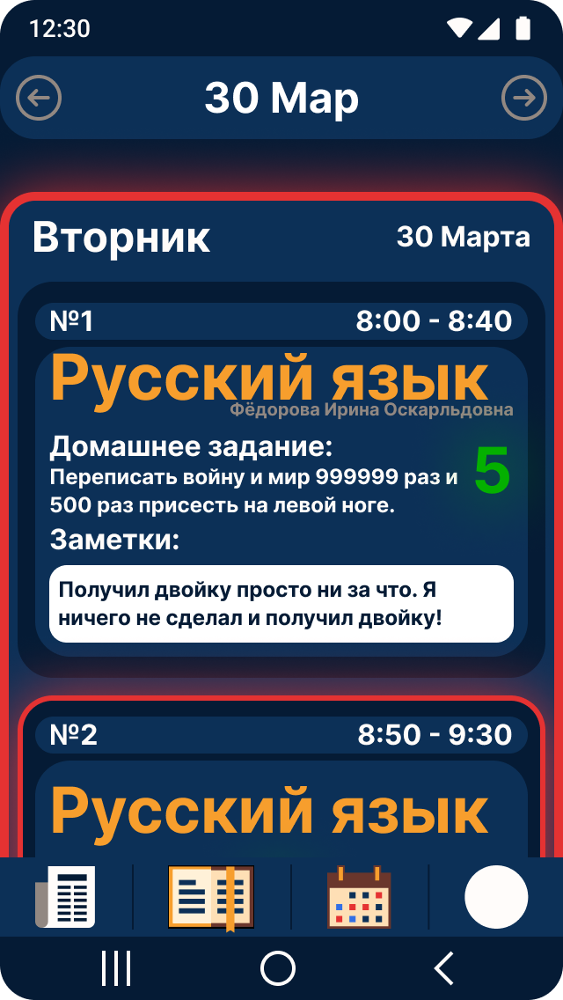 12:30
30 Мар
Вторник
30 Марта
№1
8:00 - 8:40
Русский язык
Фёдорова Ирина Оскарльдовна
Домашнее задание:
Переписать войну и мир 999999 раз и
500 раз присесть на левой ноге.
5
Заметки:
Получил двойку просто ни за что. Я
ничего не сделал и получил двойку!
№2
8:50 - 9:30
Русский язык